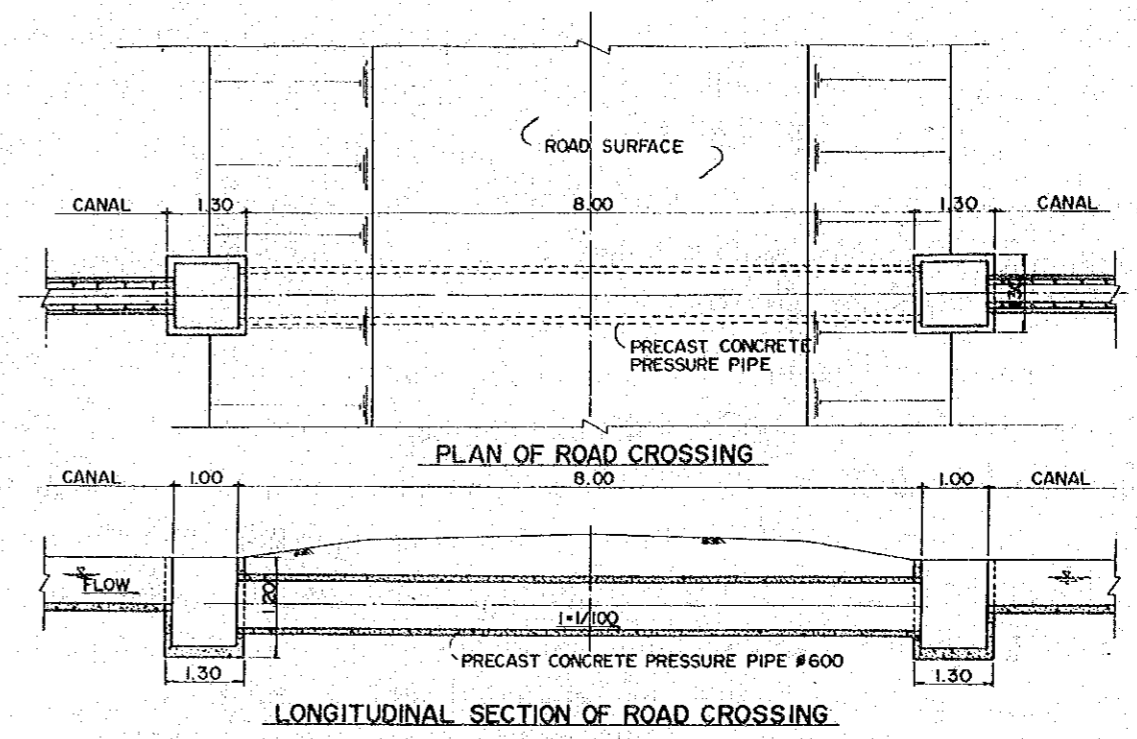 ROAD SURFACE
CANAL 1.30 8.00 1.30 CANAL
1.30
PRECAST CONCRETE
PRESSURE PIPE
PLAN OF ROAD CROSSING
CANAL 1.00 8.00 1.00 CANAL
FLOW
1.20
I=1/100
PRECAST CONCRETE PRESSURE PIPE ø600
1.30 1.30
LONGITUDINAL SECTION OF ROAD CROSSING